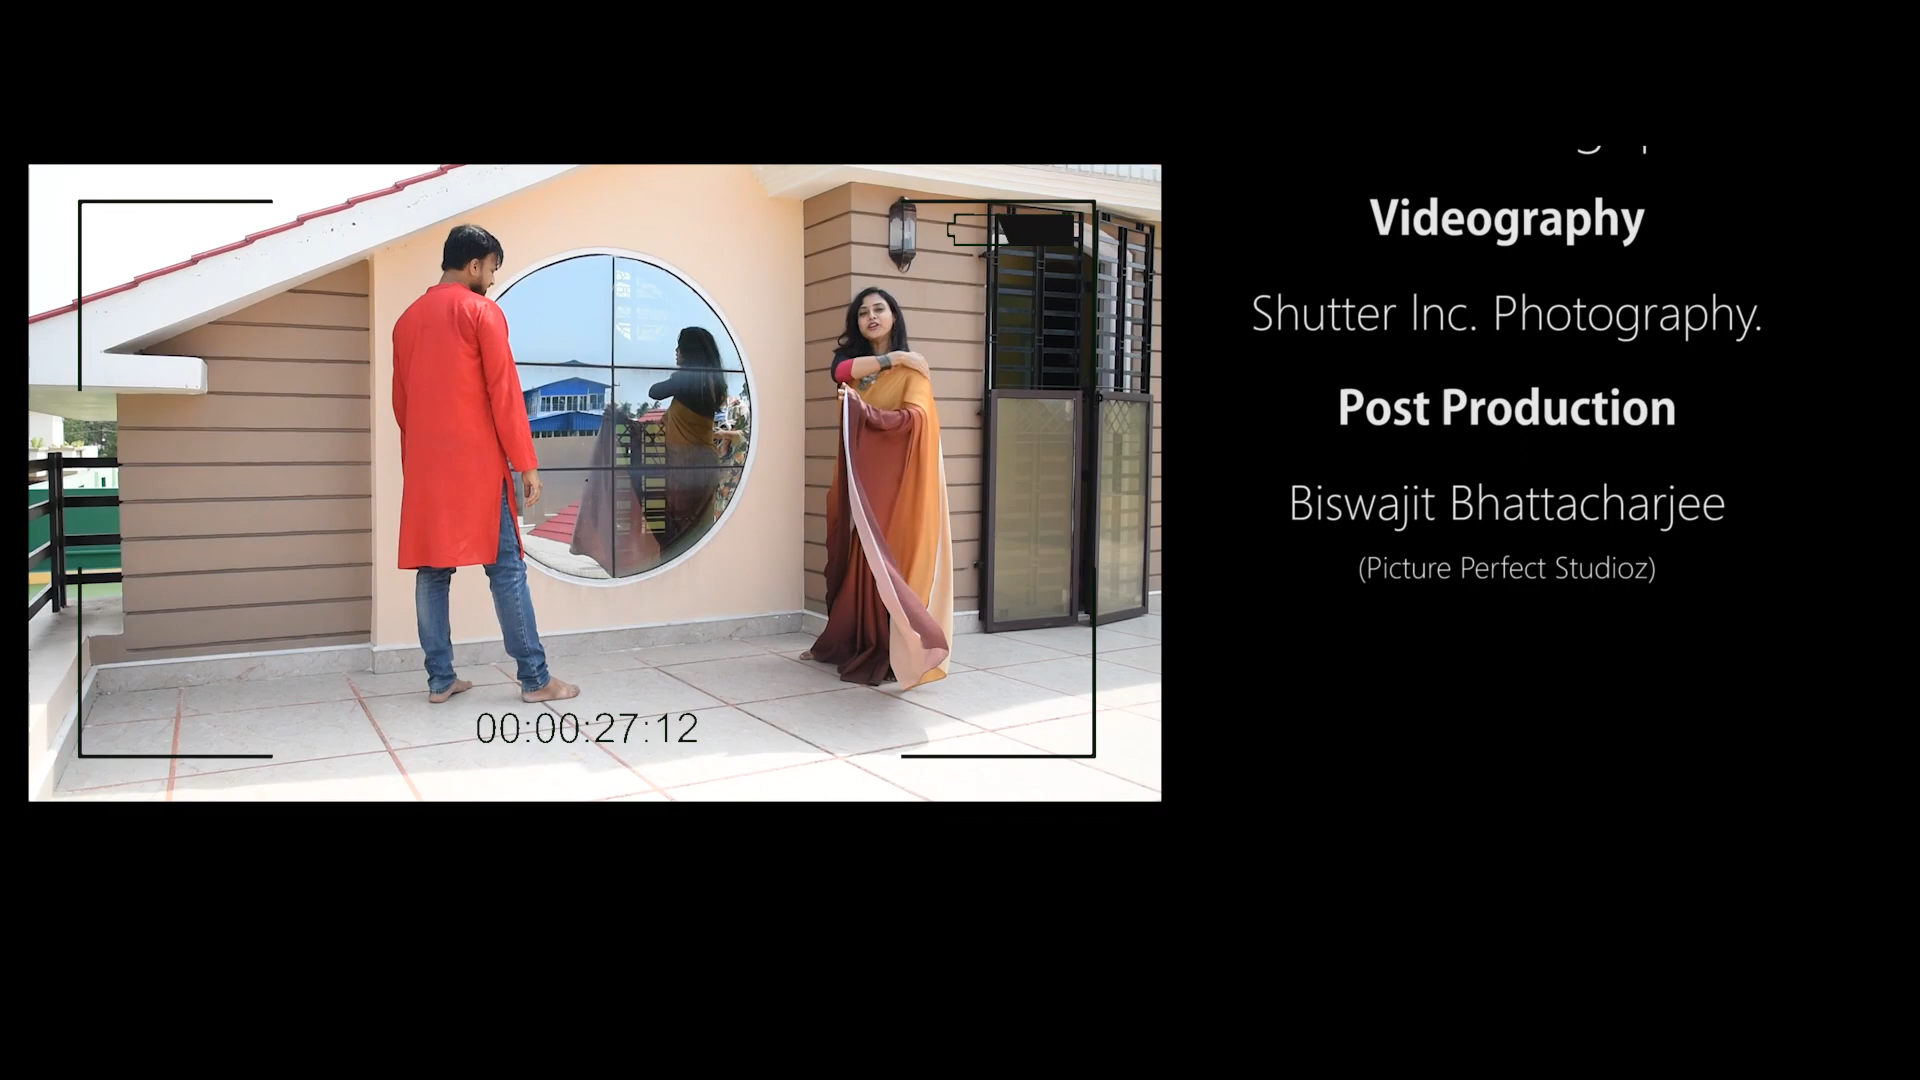 00:00:27:12
Videography
Shutter Inc. Photography.
Post Production
Biswajit Bhattacharjee
(Picture Perfect Studioz)